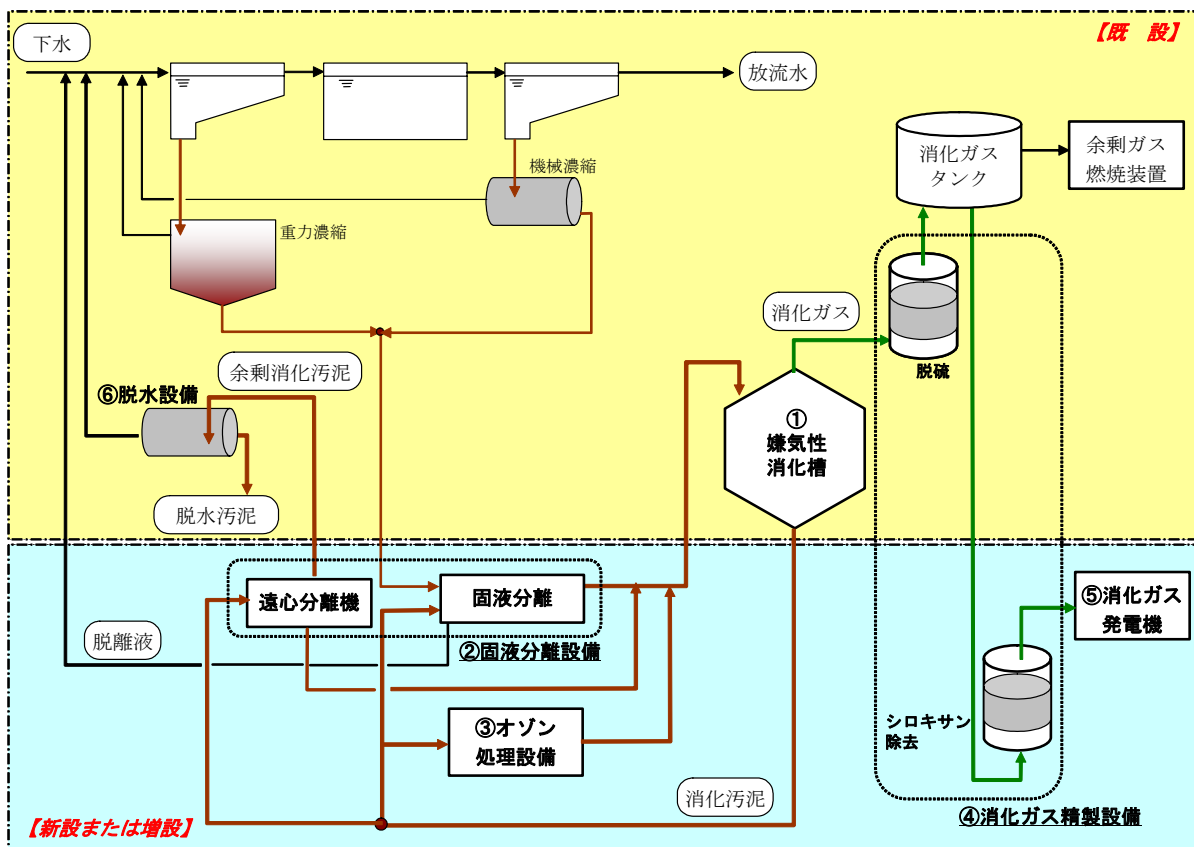 【既 設】
下水
放流水
機械濃縮
重力濃縮
消化ガス
タンク
余剰ガス
燃焼装置
消化ガス
脱硫
余剰消化汚泥
⑥脱水設備
脱水汚泥
①
嫌気性
消化槽
遠心分離機
固液分離
②固液分離設備
脱離液
③オゾン
処理設備
消化汚泥
⑤消化ガス
発電機
シロキサン
除去
④消化ガス精製設備
【新設または増設】